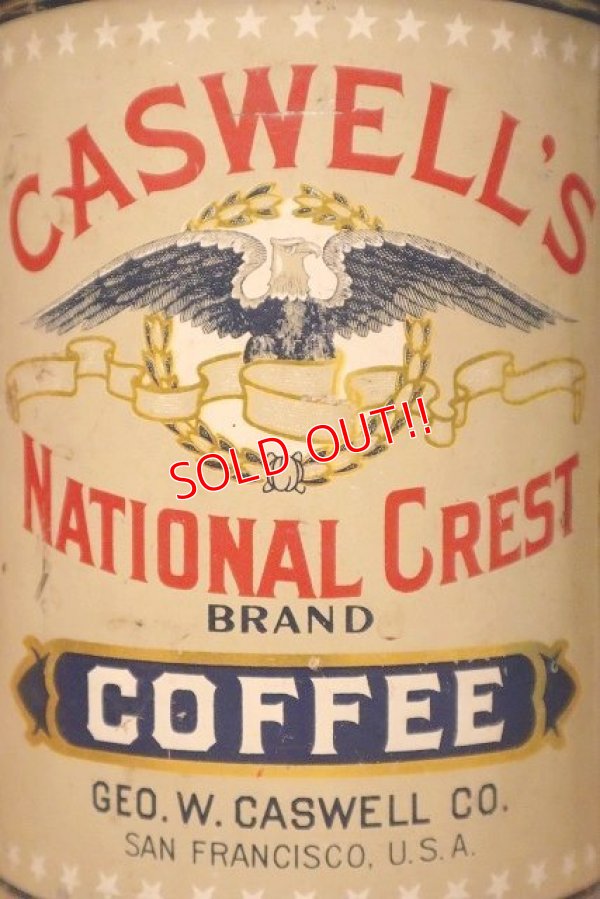 CASWELL'S
SOLD OUT!!
NATIONAL CREST
BRAND
COFFEE
GEO. W. CASWELL CO.
SAN FRANCISCO, U.S.A.